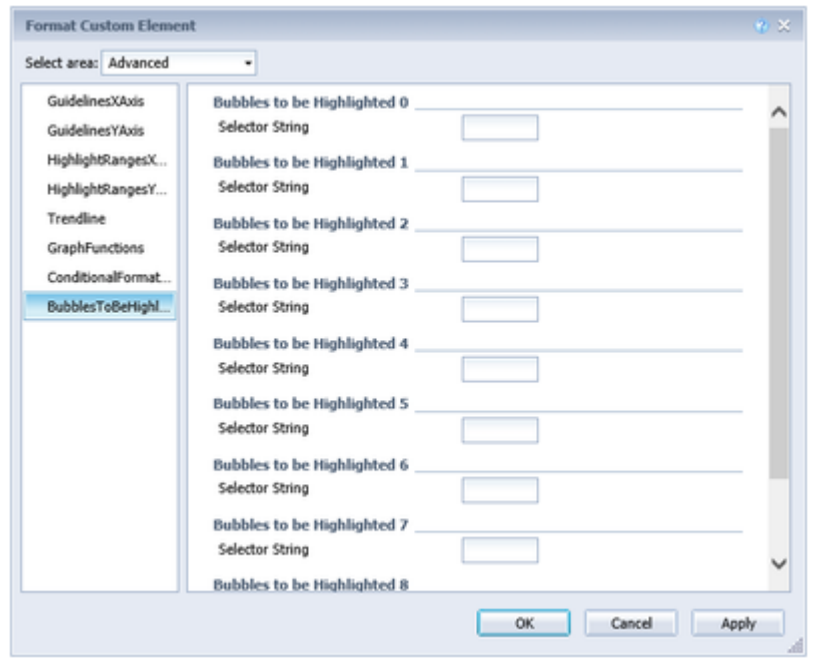 Format Custom Element
Select area: Advanced
GuidelinesXAxis
GuidelinesYAxis
HighlightRangesX...
HighlightRangesY...
Trendline
GraphFunctions
ConditionalFormat...
BubblesToBeHighl...
Bubbles to be Highlighted 0
Selector String
Bubbles to be Highlighted 1
Selector String
Bubbles to be Highlighted 2
Selector String
Bubbles to be Highlighted 3
Selector String
Bubbles to be Highlighted 4
Selector String
Bubbles to be Highlighted 5
Selector String
Bubbles to be Highlighted 6
Selector String
Bubbles to be Highlighted 7
Selector String
Bubbles to be Highlighted 8
OK Cancel Apply